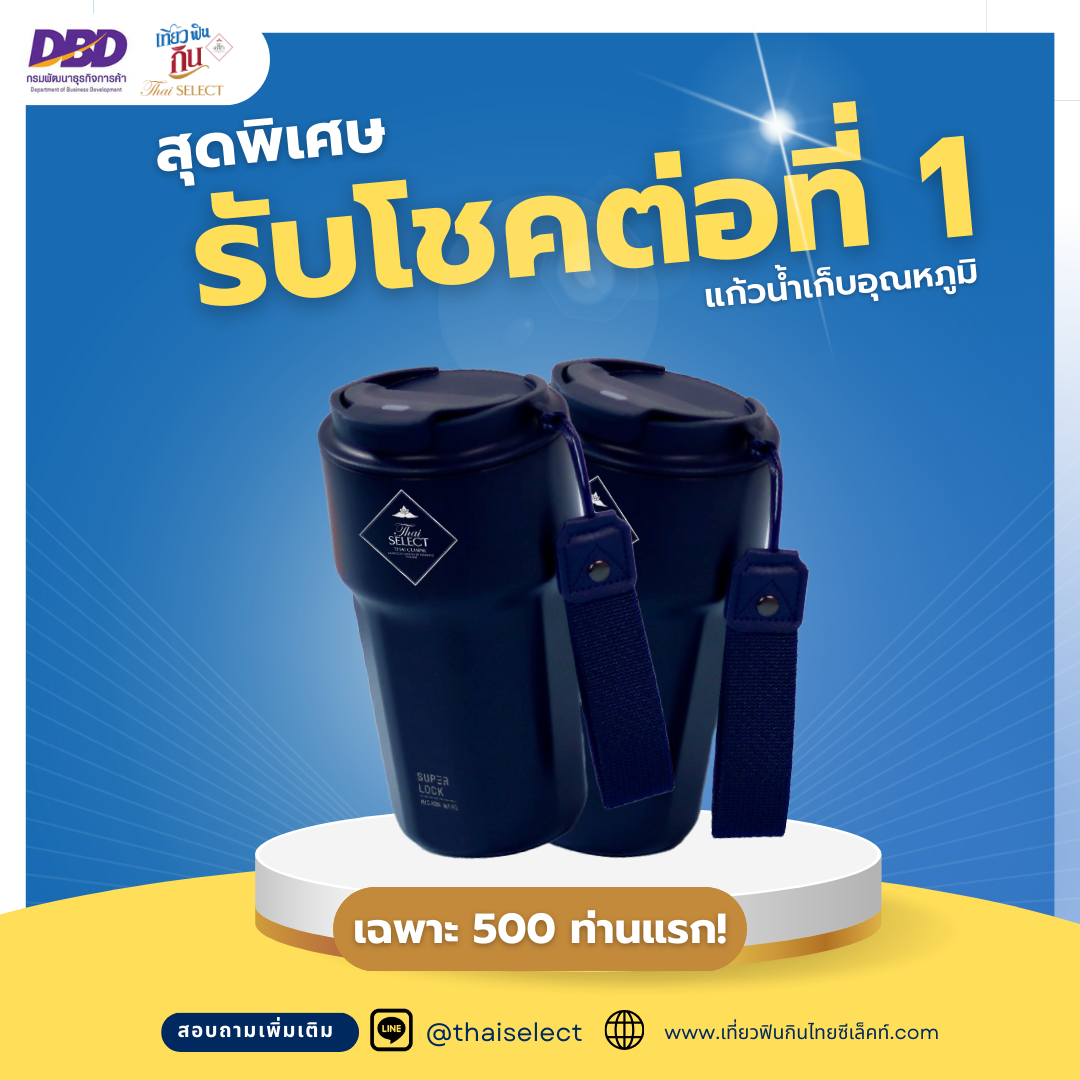 DBD
กรมพัฒนาธุรกิจการค้า
Department of Business Development
เที่ยว ฟิน
กิน
Thai SELECT
สุดพิเศษ
รับโชคต่อที่ 1
แก้วน้ำเก็บอุณหภูมิ
Thai
SELECT
THAI CUISINE
SUPER
LOCK
เฉพาะ 500 ท่านแรก!
สอบถามเพิ่มเติม LINE @thaiselect www.เที่ยวฟินกินไทยซีเล็คท์.com